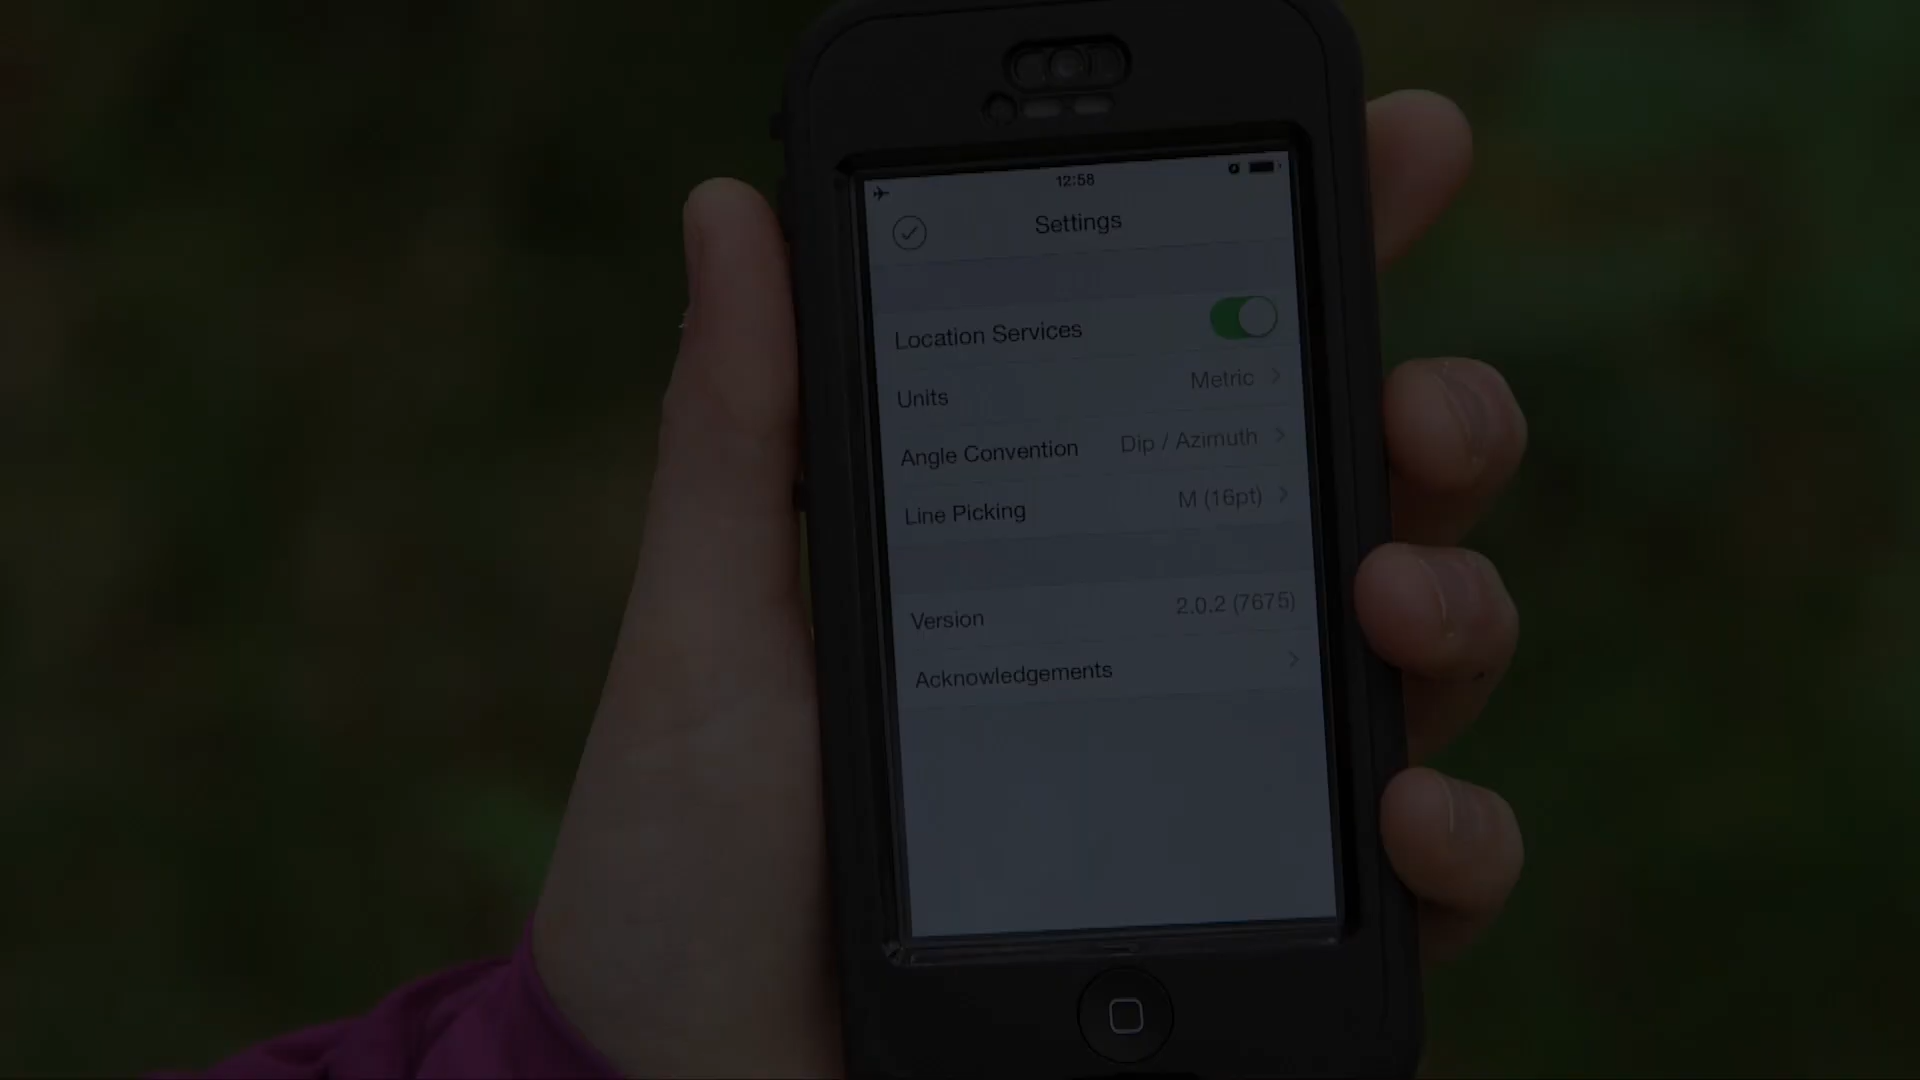 12:58
Settings
Location Services
Units Metric
Angle Convention Dip / Azimuth
Line Picking M (16pt)
Version 2.0.2 (7675)
Acknowledgements